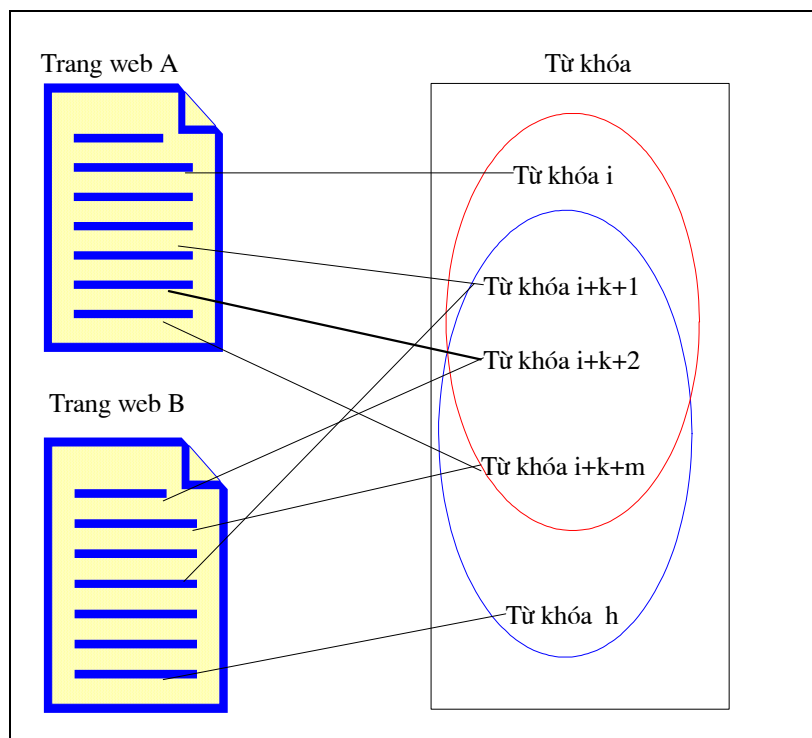 Trang web A
Từ khóa
Từ khóa i
Từ khóa i+k+1
Từ khóa i+k+2
Trang web B
Từ khóa i+k+m
Từ khóa h